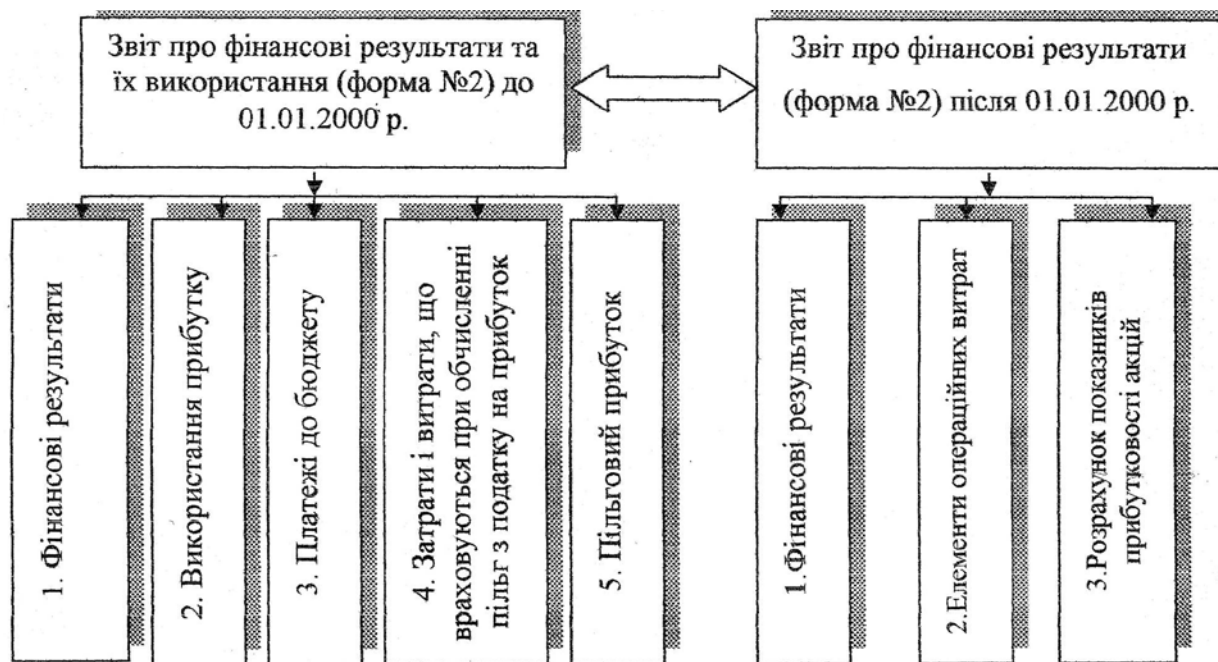 Звіт про фінансові результати та
їх використання (форма №2) до
01.01.2000 р.
Звіт про фінансові результати
(форма №2) після 01.01.2000 р.
1. Фінансові результати
2. Використання прибутку
3. Платежі до бюджету
4. Затрати і витрати, що
враховуються при обчисленні
пільг з податку на прибуток
5. Пільговий прибуток
1.Фінансові результати
2.Елементи операційних витрат
3.Розрахунок показників
прибутковості акцій